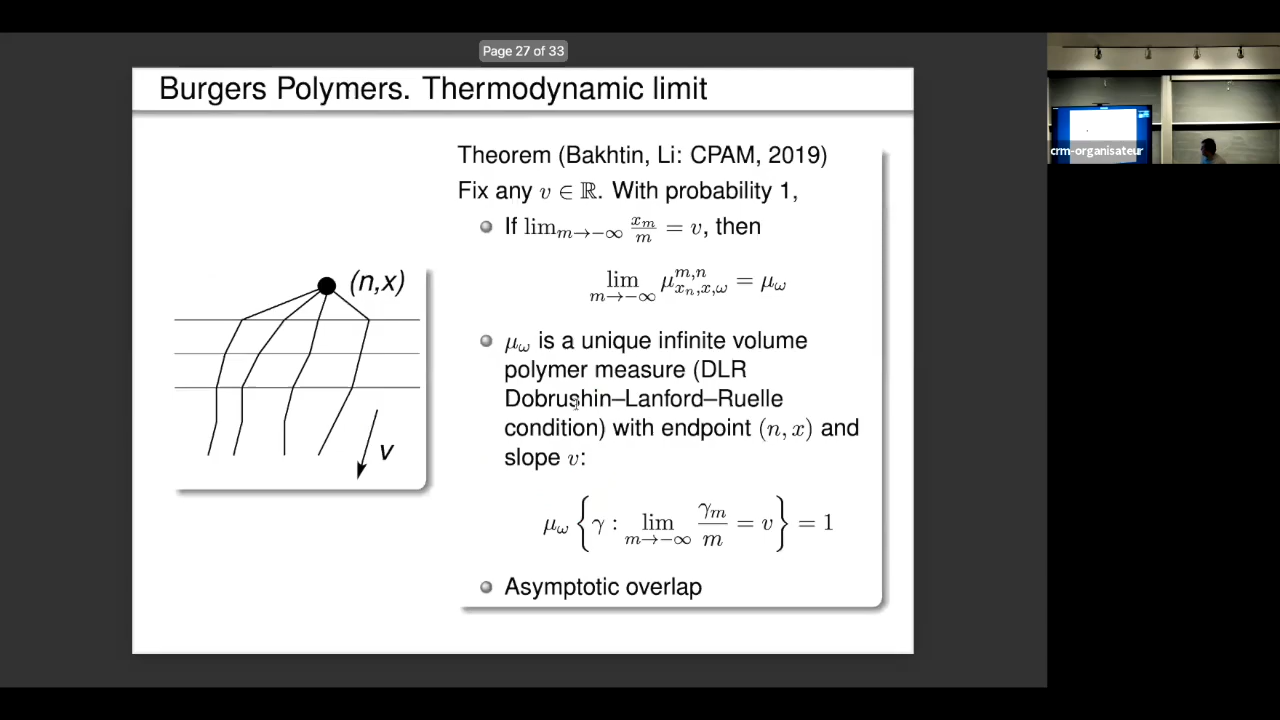 Page 27 of 33
Burgers Polymers. Thermodynamic limit
Theorem (Bakhtin, Li: CPAM, 2019)
Fix any v ∈ ℝ. With probability 1,
If lim_{m→−∞} x_m/m = v, then
lim_{m→−∞} μ^{m,n}_{x_n,x,ω} = μ_ω
μ_ω is a unique infinite volume
polymer measure (DLR
Dobrushin–Lanford–Ruelle
condition) with endpoint (n, x) and
slope v:
μ_ω { γ : lim_{m→−∞} γ_m/m = v } = 1
Asymptotic overlap
(n,x)
v
crm-organisateur